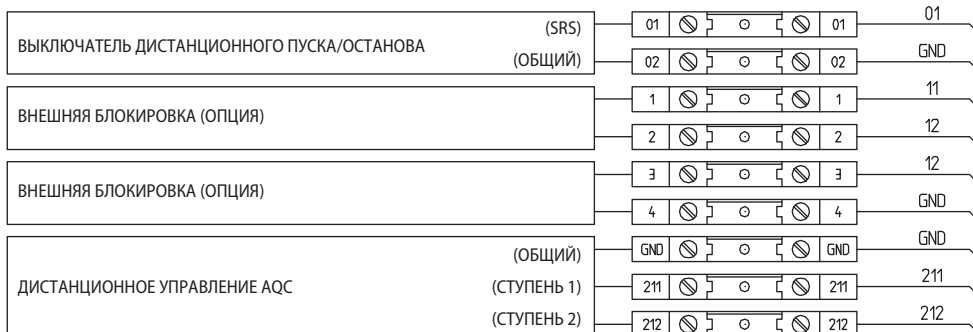 ВЫКЛЮЧАТЕЛЬ ДИСТАНЦИОННОГО ПУСКА/ОСТАНОВА (SRS) 01 01 01
(ОБЩИЙ) 02 02 GND
ВНЕШНЯЯ БЛОКИРОВКА (ОПЦИЯ) 1 1 11
2 2 12
ВНЕШНЯЯ БЛОКИРОВКА (ОПЦИЯ) 3 3 12
4 4 GND
ДИСТАНЦИОННОЕ УПРАВЛЕНИЕ AQC (ОБЩИЙ) GND GND GND
(СТУПЕНЬ 1) 211 211 211
(СТУПЕНЬ 2) 212 212 212